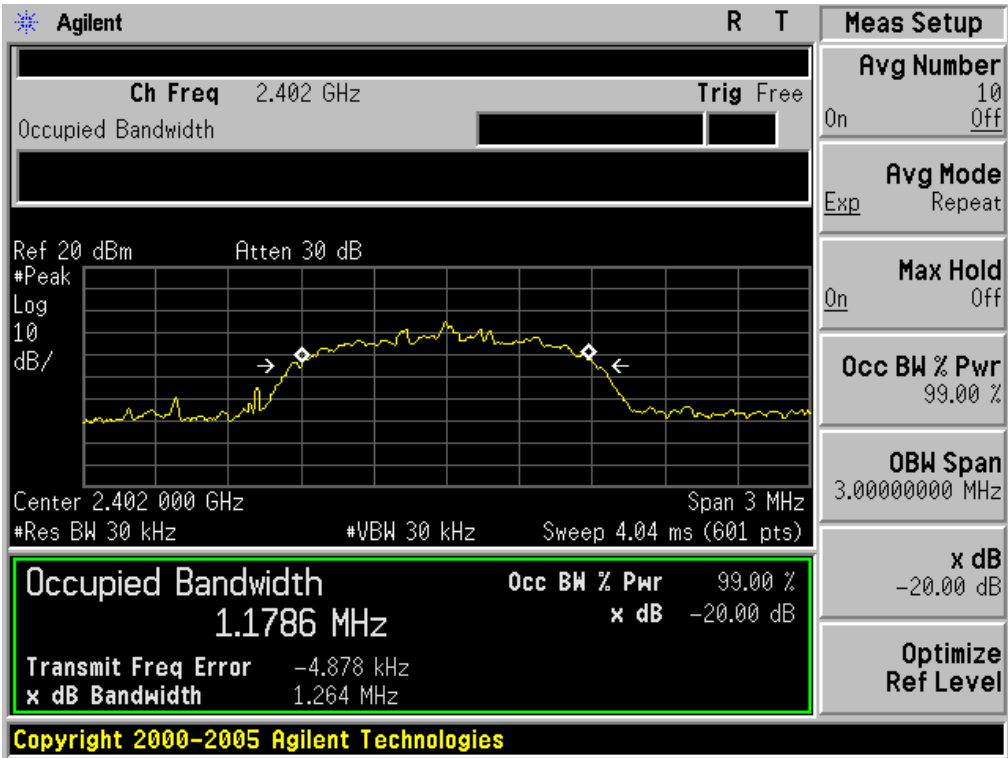 Agilent R T
Ch Freq 2.402 GHz Trig Free
Occupied Bandwidth
Ref 20 dBm Atten 30 dB
#Peak
Log
10
dB/
Center 2.402 000 GHz Span 3 MHz
#Res BW 30 kHz #VBW 30 kHz Sweep 4.04 ms (601 pts)
Occupied Bandwidth Occ BW % Pwr 99.00 %
1.1786 MHz x dB -20.00 dB
Transmit Freq Error -4.878 kHz
x dB Bandwidth 1.264 MHz
Copyright 2000-2005 Agilent Technologies
Meas Setup
Avg Number
10
On Off
Avg Mode
Exp Repeat
Max Hold
On Off
Occ BW % Pwr
99.00 %
OBW Span
3.00000000 MHz
x dB
-20.00 dB
Optimize
Ref Level